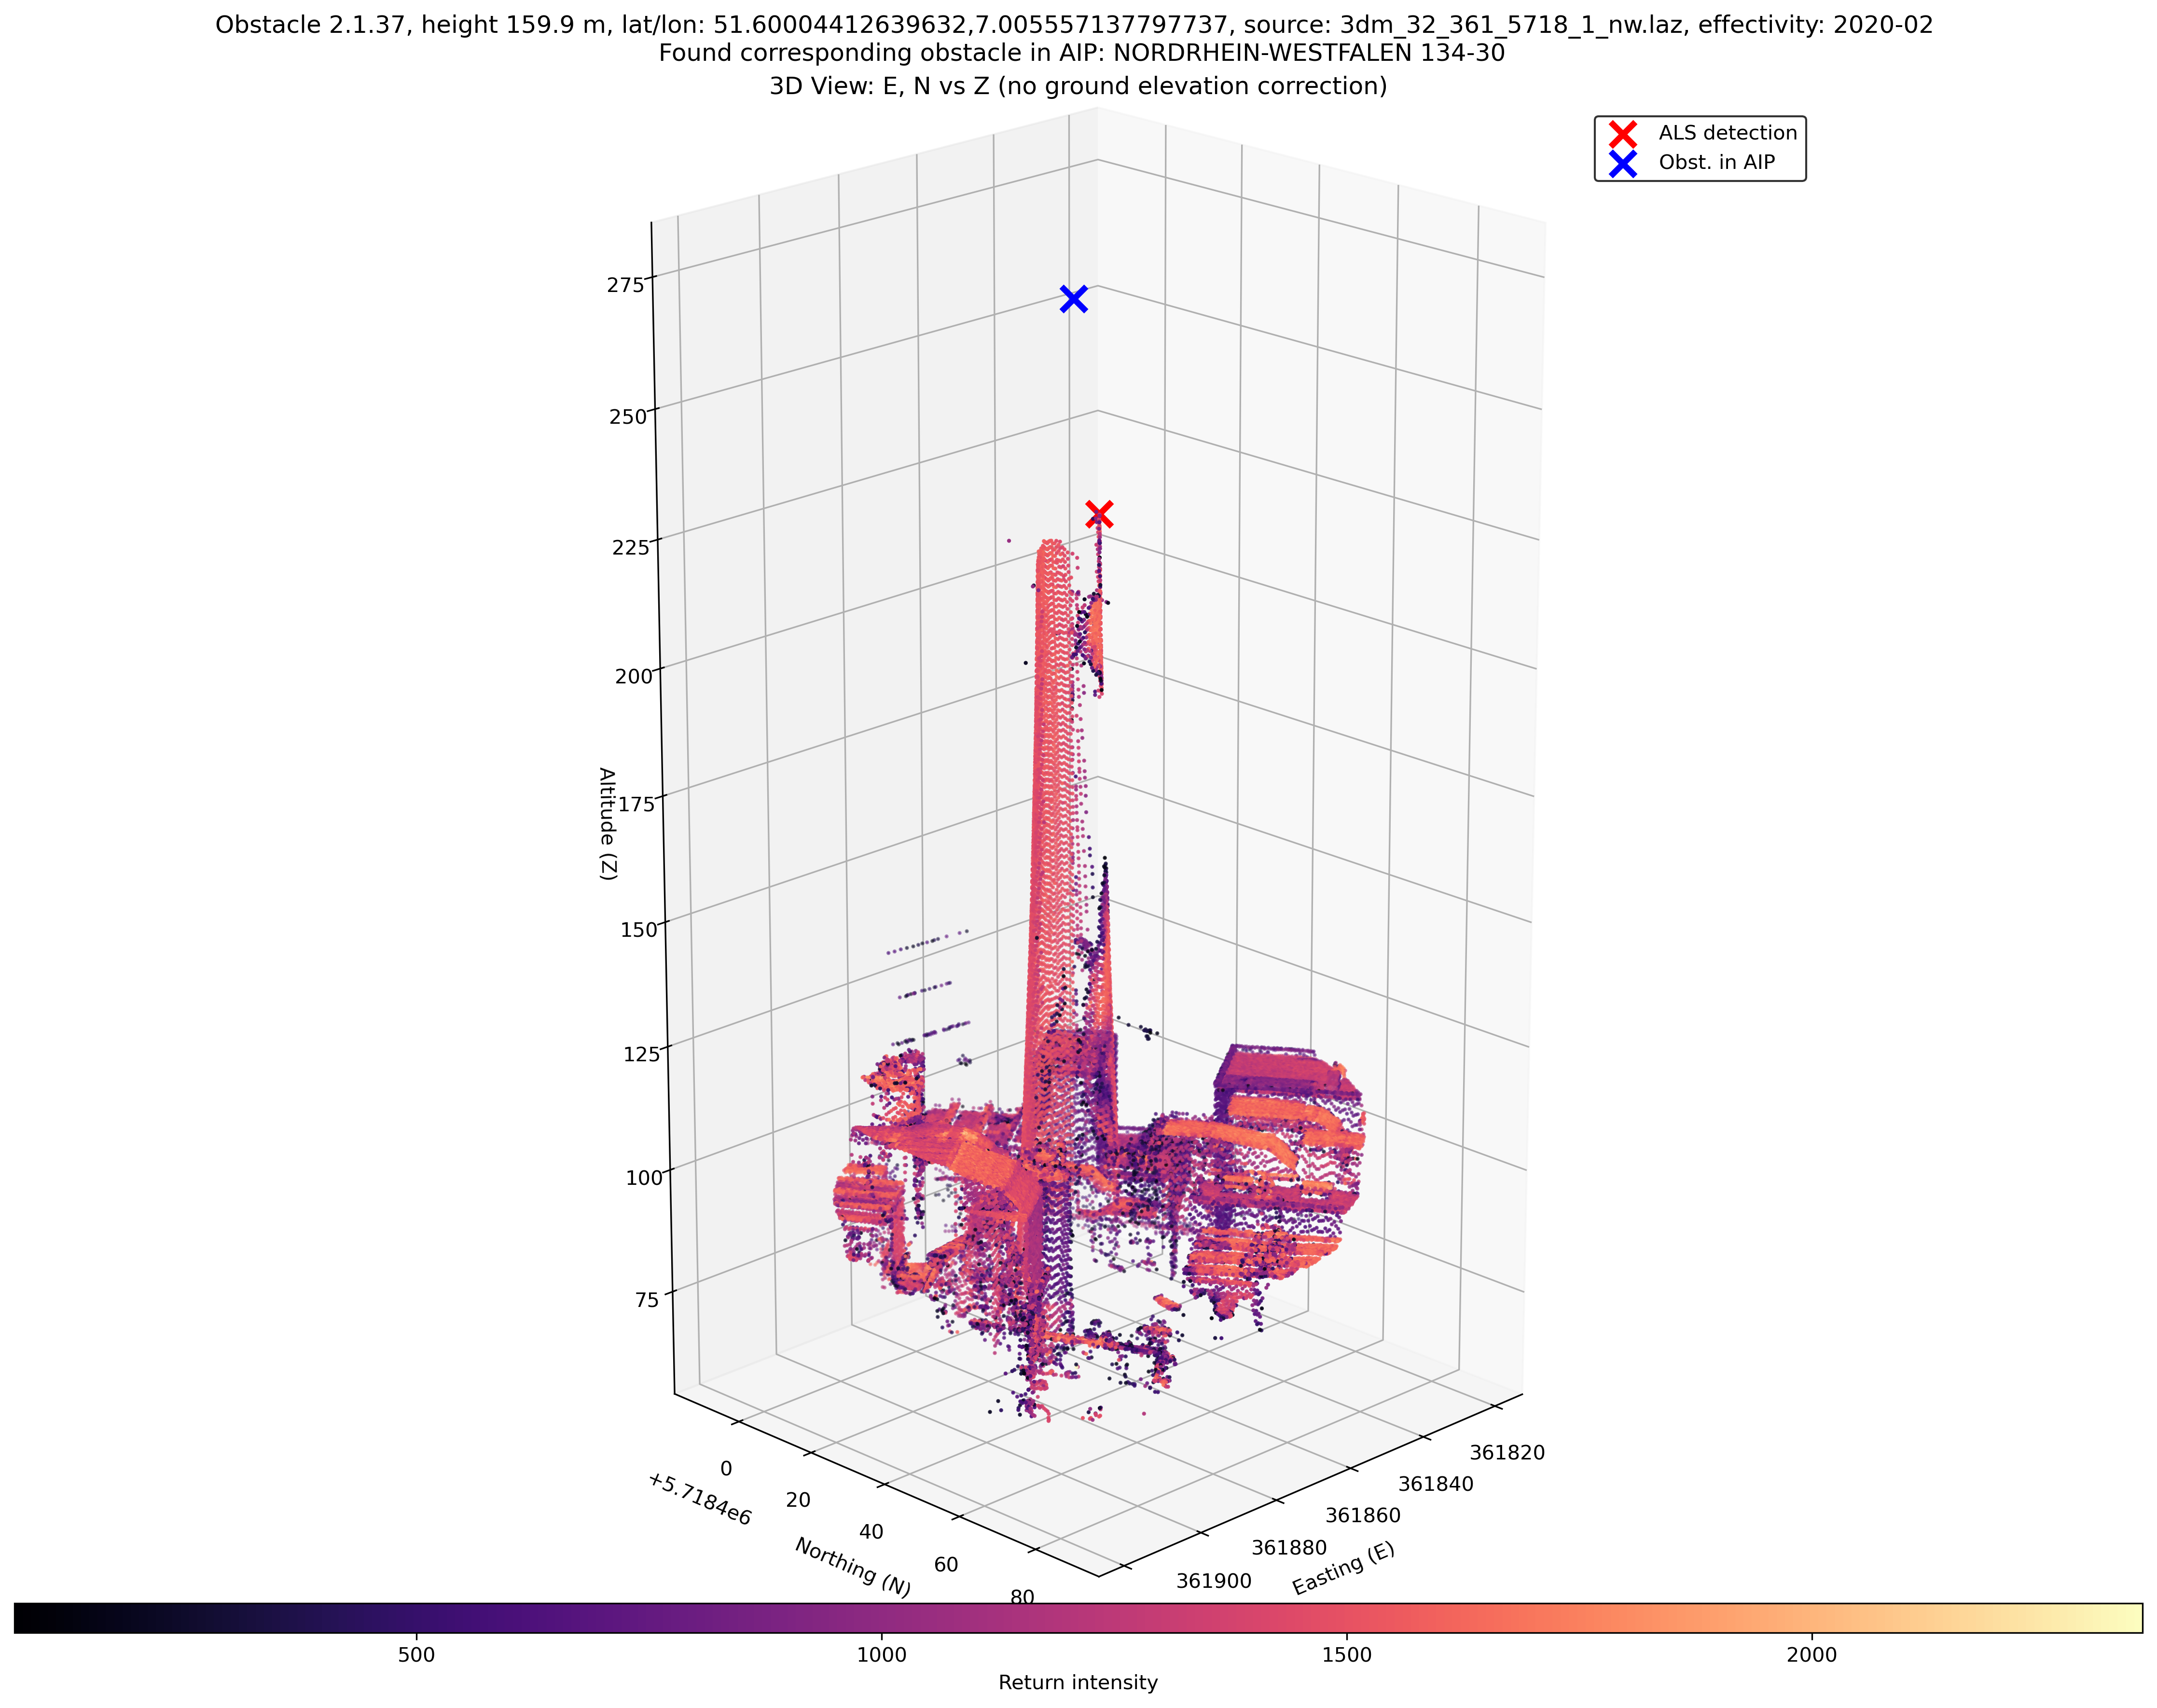 Obstacle 2.1.37, height 159.9 m, lat/lon: 51.60004412639632,7.005557137797737, source: 3dm_32_361_5718_1_nw.laz, effectivity: 2020-02
Found corresponding obstacle in AIP: NORDRHEIN-WESTFALEN 134-30
3D View: E, N vs Z (no ground elevation correction)
ALS detection
Obst. in AIP
275
250
225
200
175
150
125
100
75
Altitude (Z)
0
20
40
60
80
+5.7184e6
Northing (N)
361820
361840
361860
361880
361900
Easting (E)
500
1000
1500
2000
Return intensity